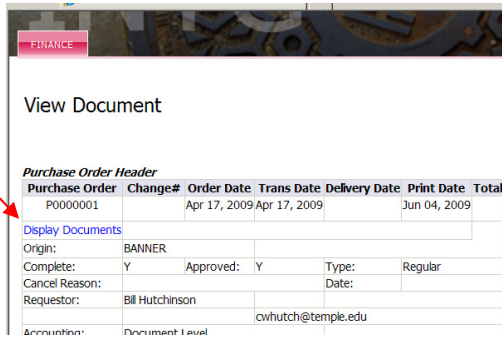 FINANCE
View Document
Purchase Order Header
Purchase Order Change# Order Date Trans Date Delivery Date Print Date Total
P0000001 Apr 17, 2009 Apr 17, 2009 Jun 04, 2009
Display Documents
Origin: BANNER
Complete: Y Approved: Y Type: Regular
Cancel Reason: Date:
Requestor: Bill Hutchinson
cwhutch@temple.edu
Accounting: Document Level